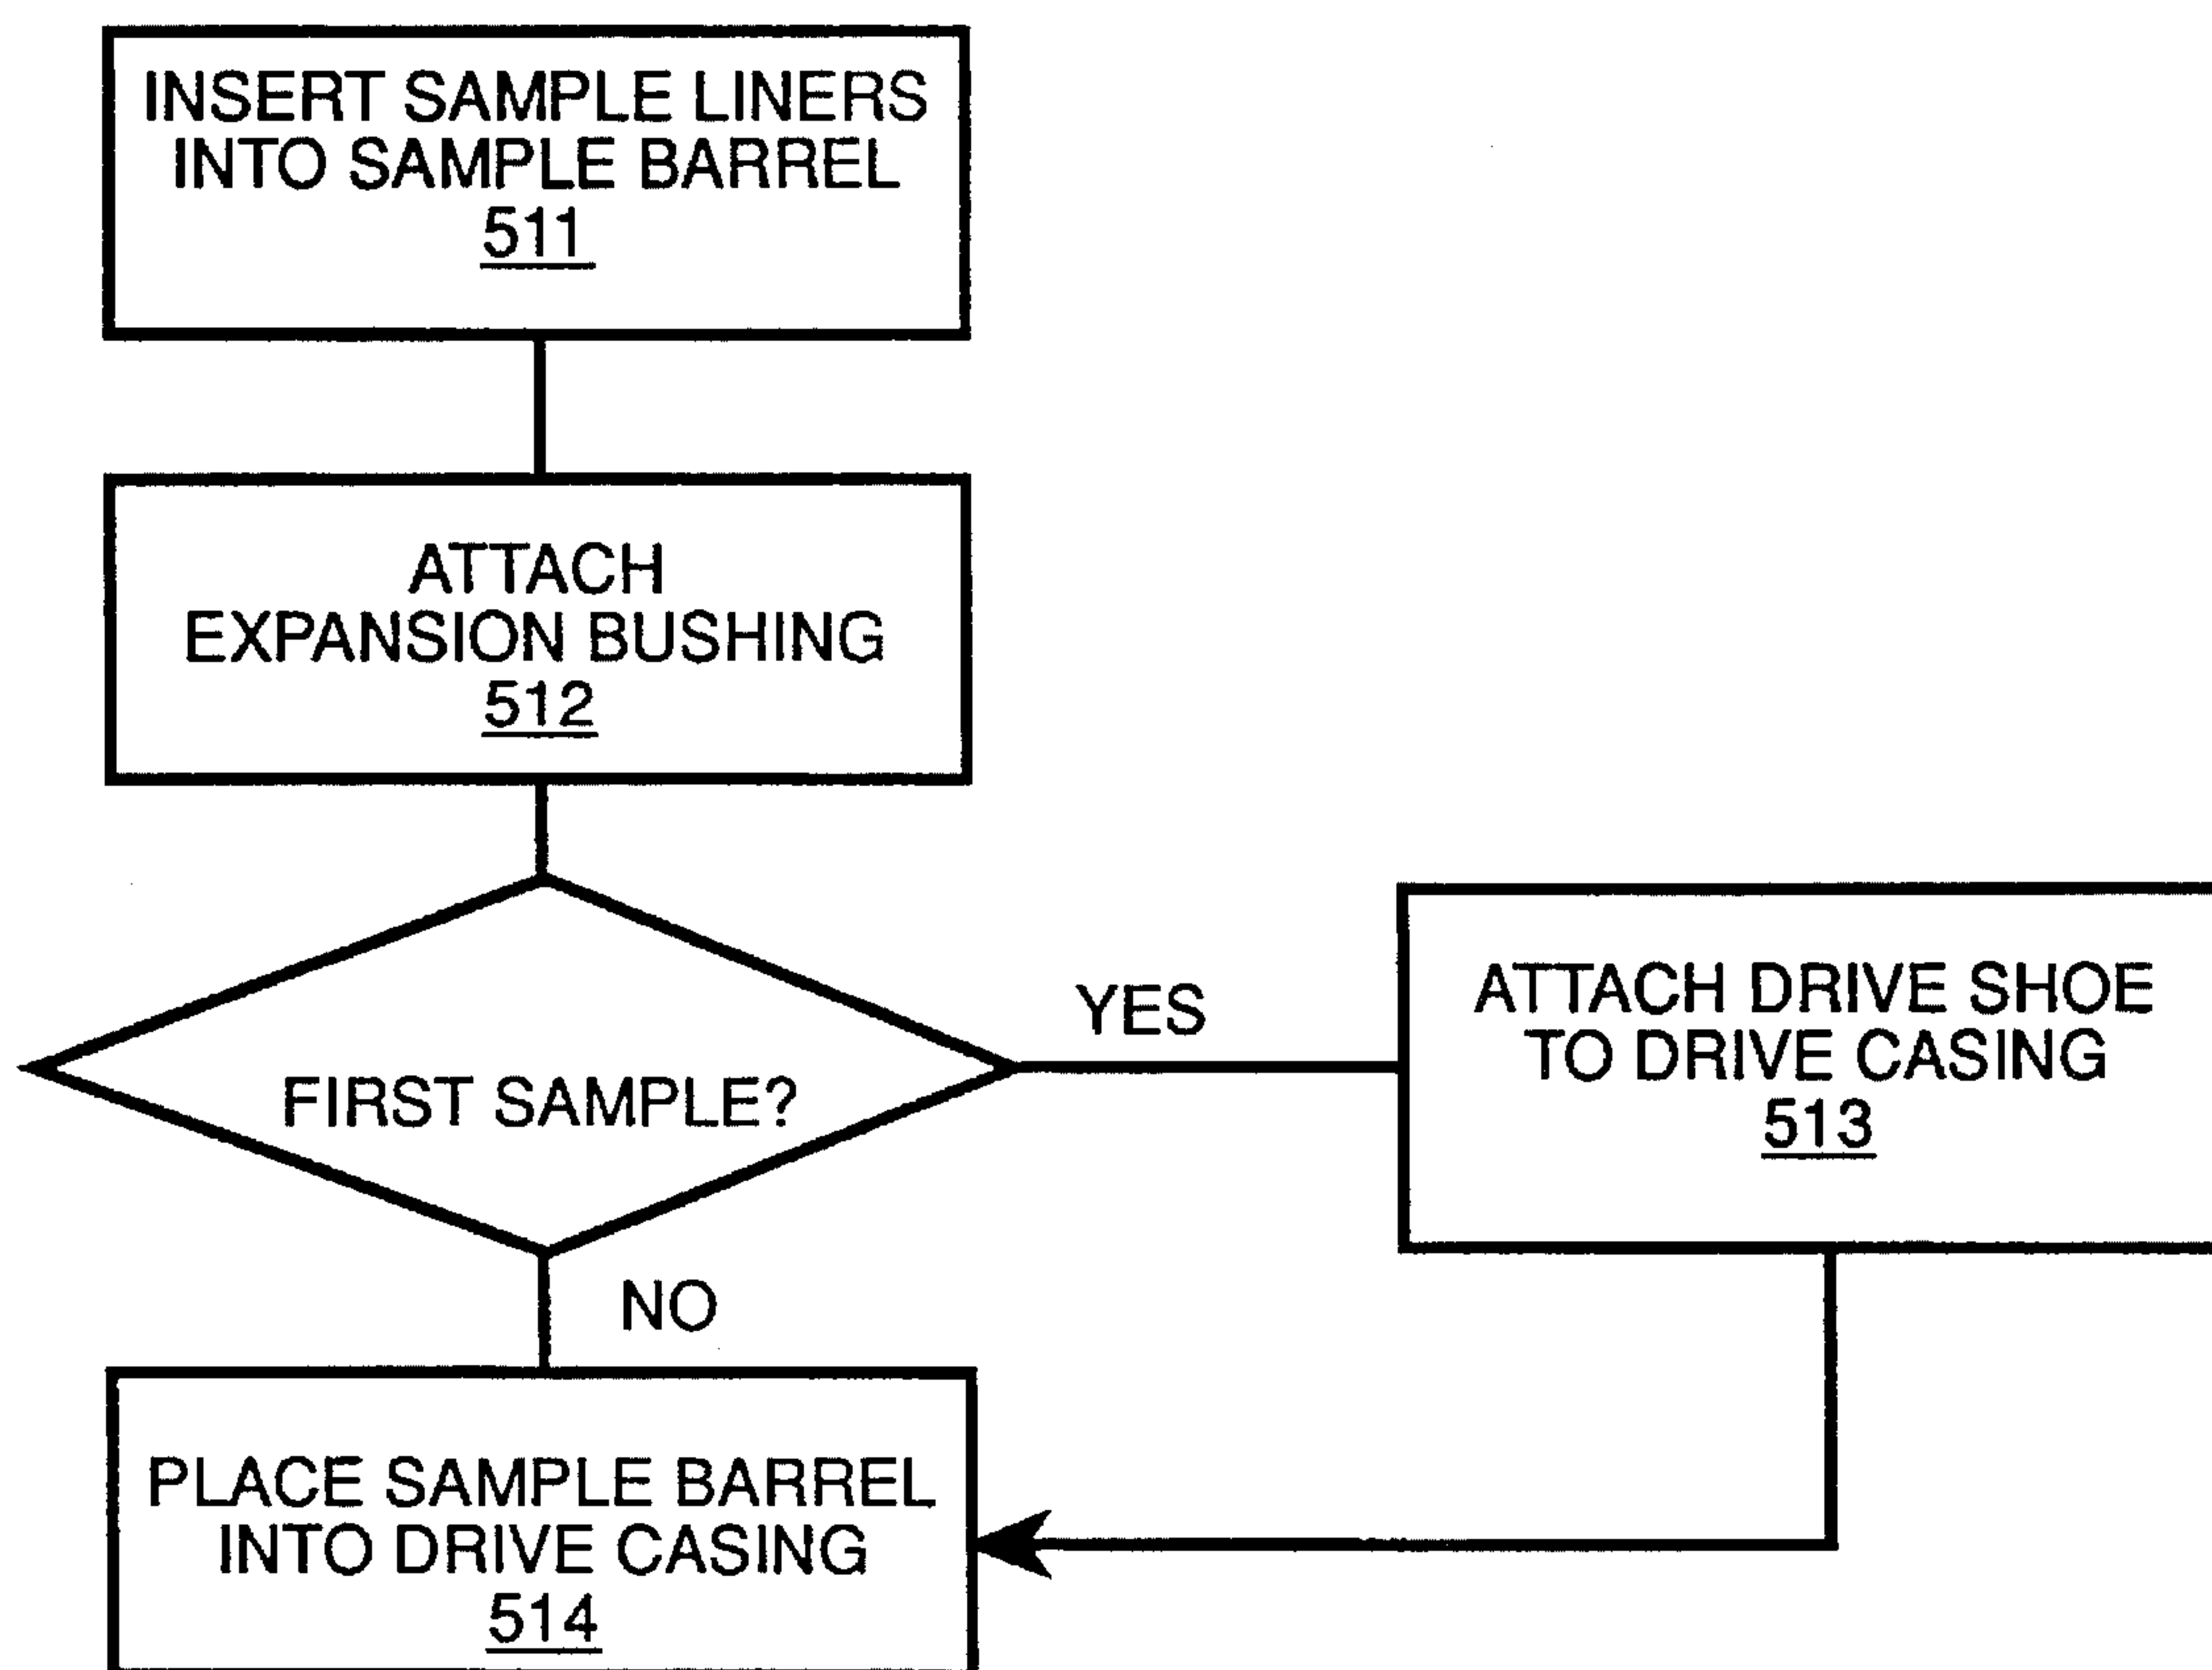 INSERT SAMPLE LINERS
INTO SAMPLE BARREL
511
ATTACH
EXPANSION BUSHING
512
FIRST SAMPLE?
YES
ATTACH DRIVE SHOE
TO DRIVE CASING
513
NO
PLACE SAMPLE BARREL
INTO DRIVE CASING
514